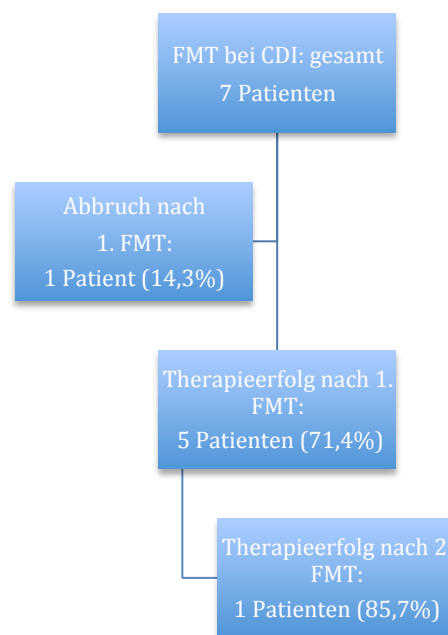 FMT bei CDI: gesamt
7 Patienten
Abbruch nach
1. FMT:
1 Patient (14,3%)
Therapieerfolg nach 1.
FMT:
5 Patienten (71,4%)
Therapieerfolg nach 2
FMT:
1 Patienten (85,7%)